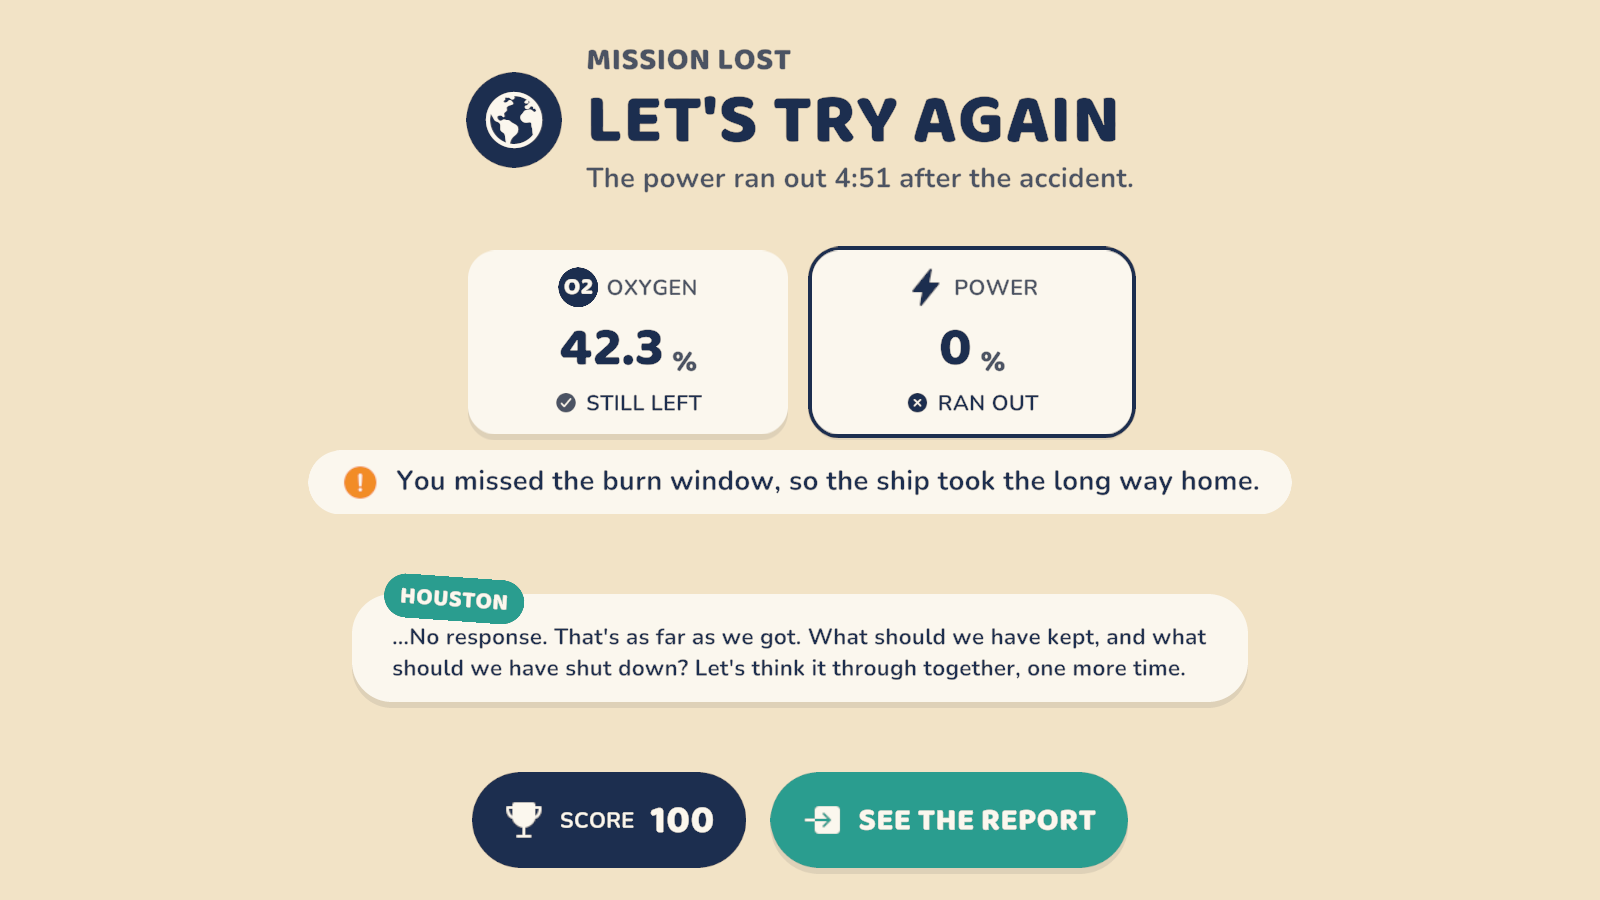 MISSION LOST
LET'S TRY AGAIN
The power ran out 4:51 after the accident.
O2 OXYGEN
42.3 %
STILL LEFT
POWER
0 %
RAN OUT
! You missed the burn window, so the ship took the long way home.
HOUSTON
...No response. That's as far as we got. What should we have kept, and what
should we have shut down? Let's think it through together, one more time.
SCORE 100
SEE THE REPORT